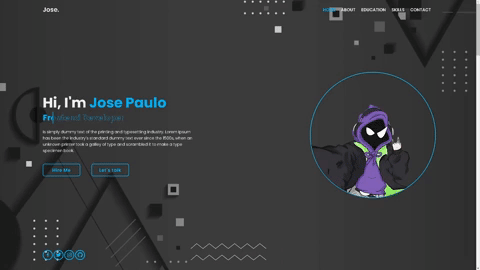 Jose.
HOME ABOUT EDUCATION SKILLS CONTACT
Hi, I'm Jose Paulo
Frontend Developer
is simply dummy text of the printing and typesetting industry. Lorem Ipsum
has been the industry's standard dummy text ever since the 1500s, when an
unknown printer took a galley of type and scrambled it to make a type
specimen book.
Hire Me Let's talk